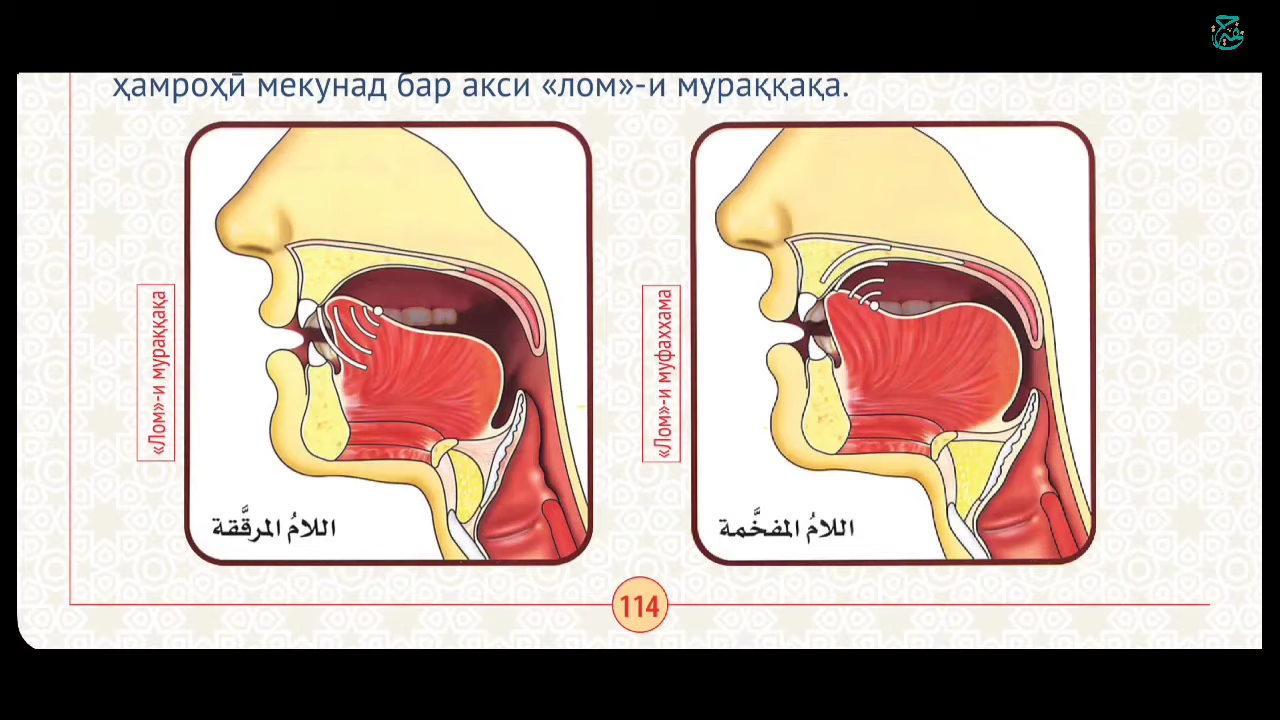 ҳамроҳӣ мекунад бар акси «лом»-и мураққақа.
«Лом»-и мураққақа
اللامُ المرقَّقة
«Лом»-и муфаххама
اللامُ المفخَّمة
114